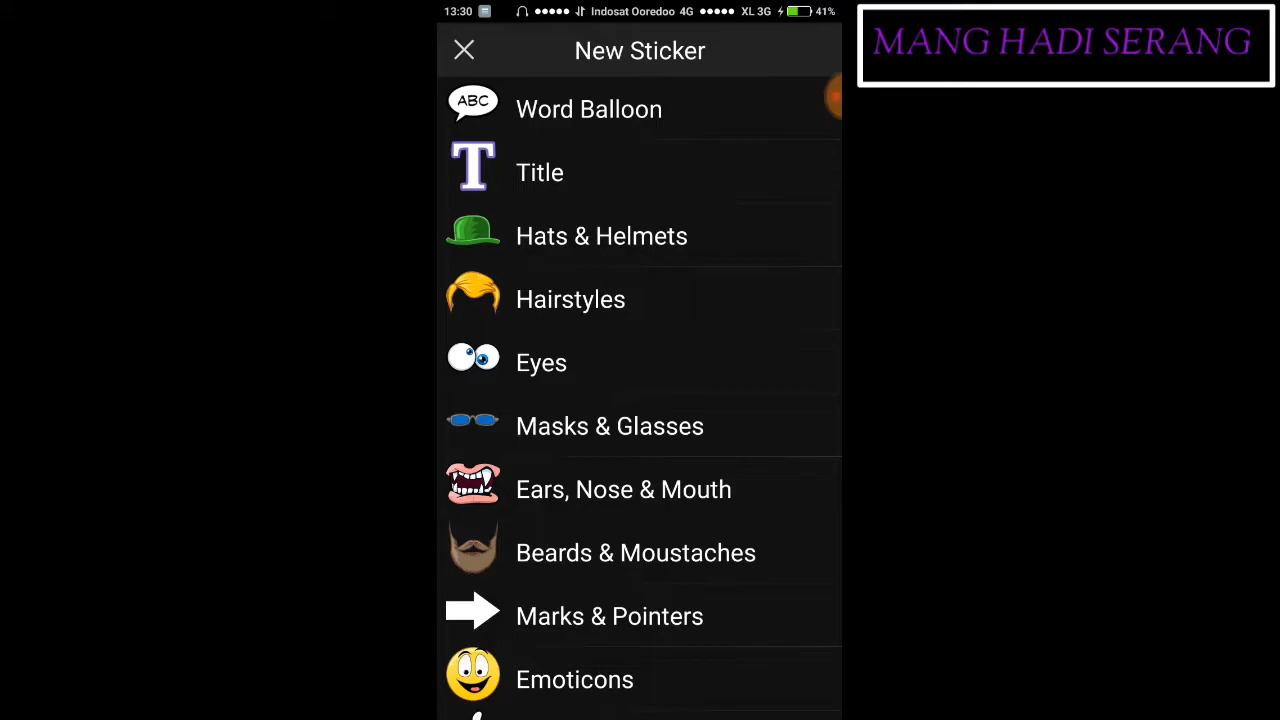 13:30 Indosat Ooredoo 4G XL 3G 41%
MANG HADI SERANG
New Sticker
ABC
Word Balloon
T
Title
Hats & Helmets
Hairstyles
Eyes
Masks & Glasses
Ears, Nose & Mouth
Beards & Moustaches
Marks & Pointers
Emoticons